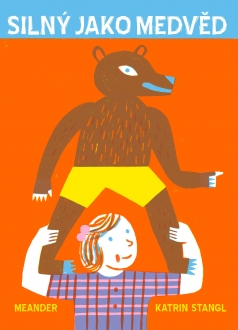 SILNÝ JAKO MEDVĚD
MEANDER KATRIN STANGL